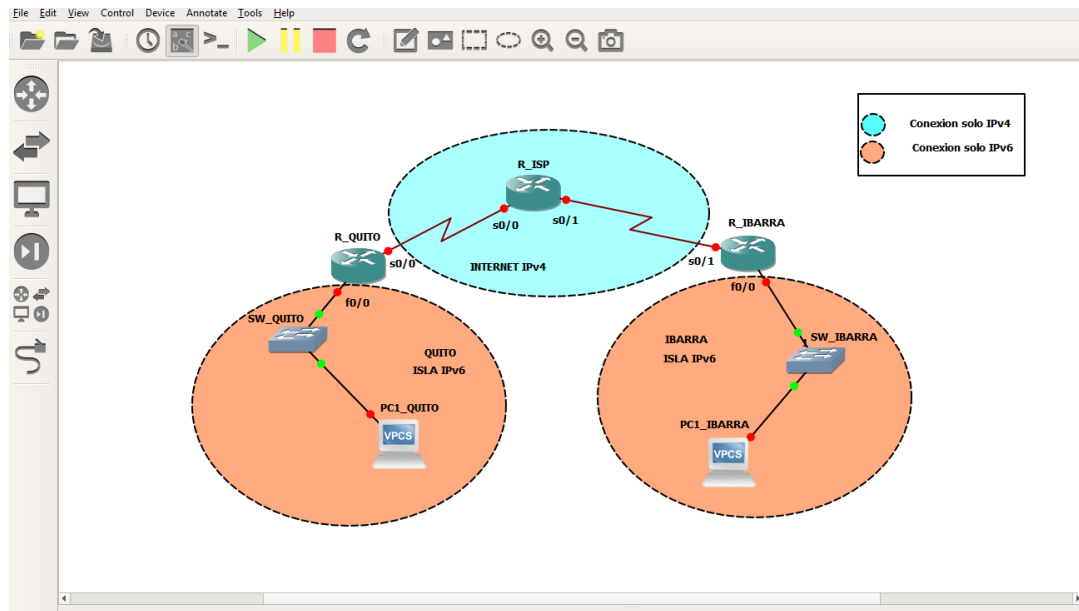 File Edit View Control Device Annotate Tools Help
Conexion solo IPv4
Conexion solo IPv6
R_ISP
s0/0
s0/1
INTERNET IPv4
R_QUITO
s0/0
f0/0
R_IBARRA
s0/1
f0/0
SW_QUITO
QUITO
ISLA IPv6
PC1_QUITO
VPCS
IBARRA
ISLA IPv6
SW_IBARRA
1
PC1_IBARRA
VPCS